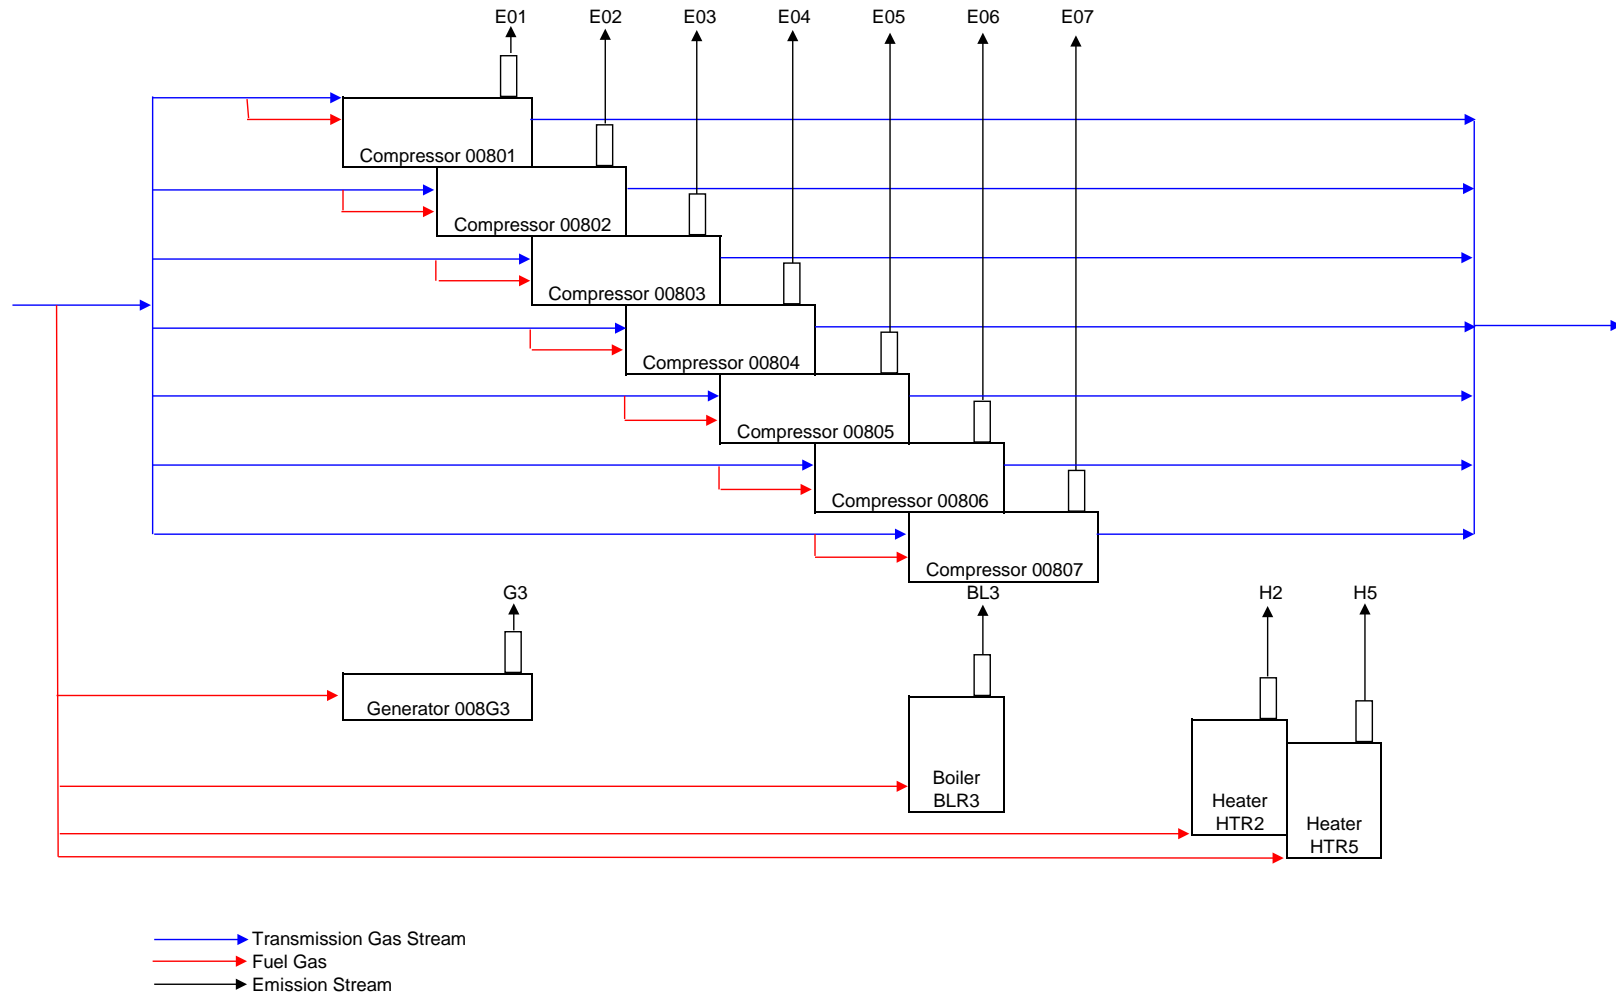 E01 E02 E03 E04 E05 E06 E07
Compressor 00801
Compressor 00802
Compressor 00803
Compressor 00804
Compressor 00805
Compressor 00806
Compressor 00807
G3 BL3 H2 H5
Generator 008G3
Boiler
BLR3
Heater
HTR2
Heater
HTR5
Transmission Gas Stream
Fuel Gas
Emission Stream